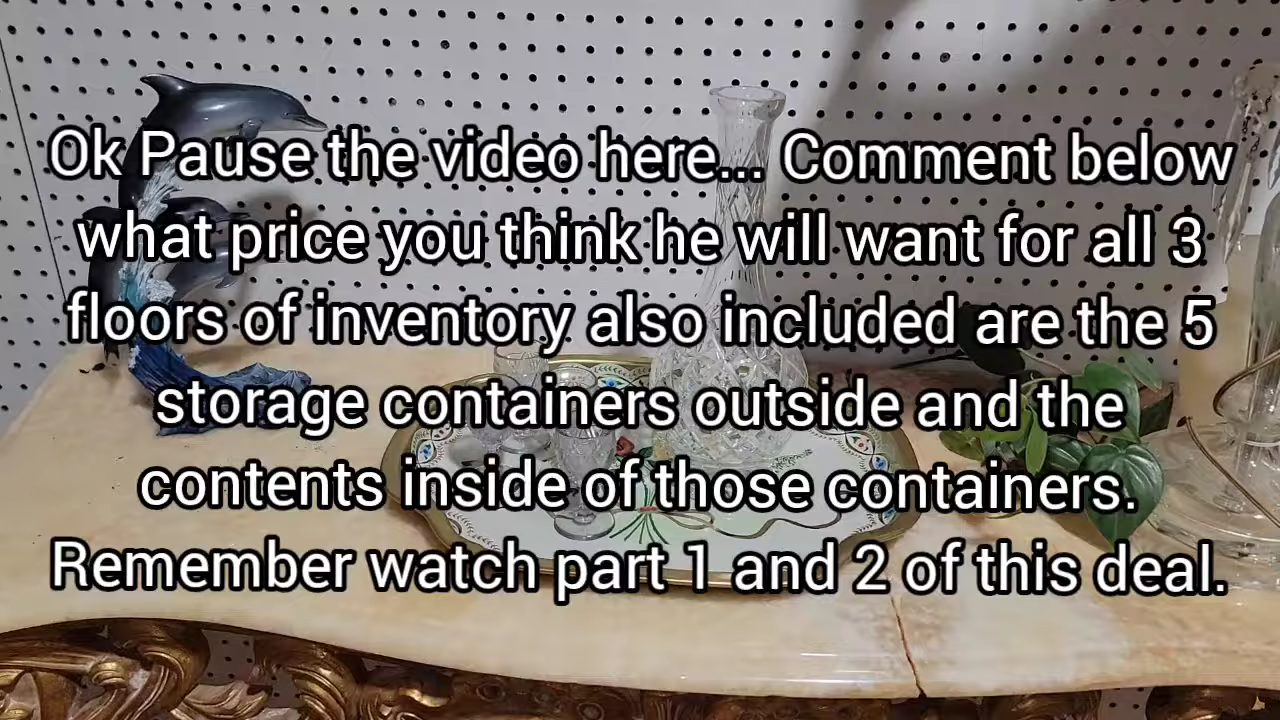 Ok Pause the video here... Comment below
what price you think he will want for all 3
floors of inventory also included are the 5
storage containers outside and the
contents inside of those containers.
Remember watch part 1 and 2 of this deal.